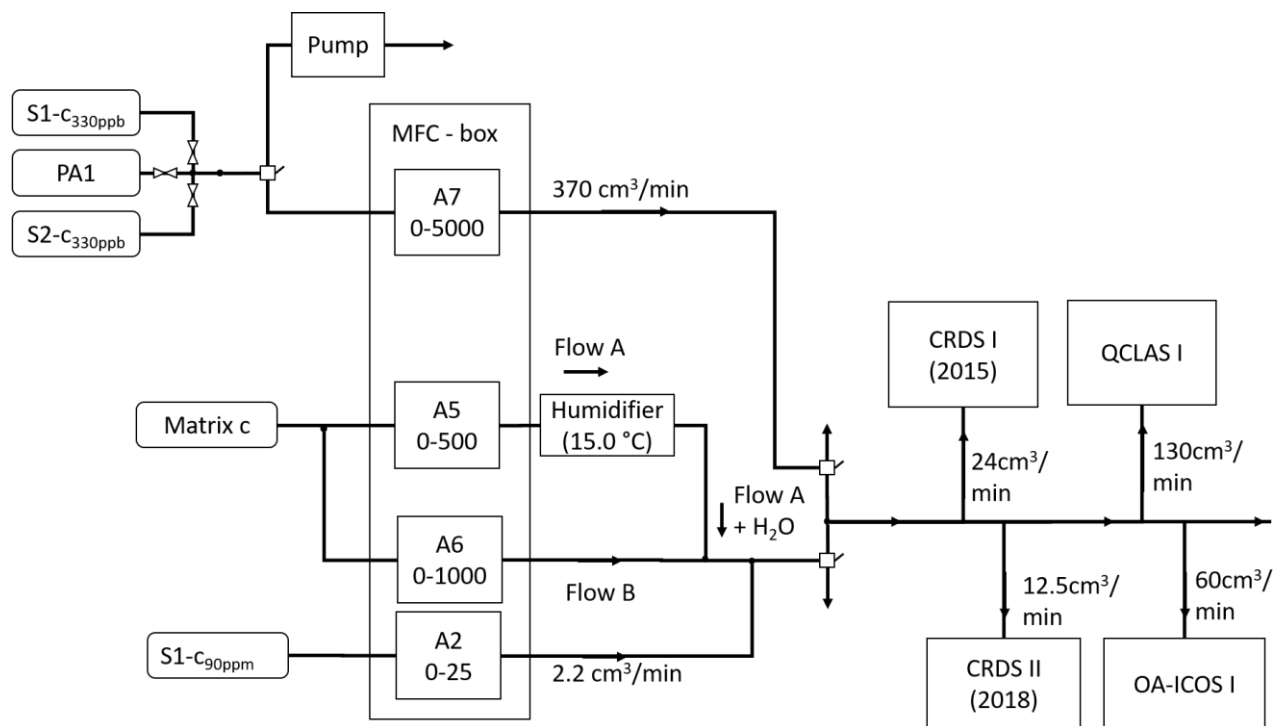 Pump
S1-c330ppb
PA1
S2-c330ppb
MFC - box
A7
0-5000
370 cm³/min
Flow A
Matrix c
A5
0-500
Humidifier
(15.0 °C)
Flow A
+ H₂O
A6
0-1000
Flow B
S1-c90ppm
A2
0-25
2.2 cm³/min
CRDS I
(2015)
QCLAS I
24cm³/
min
130cm³/
min
12.5cm³/
min
60cm³/
min
CRDS II
(2018)
OA-ICOS I